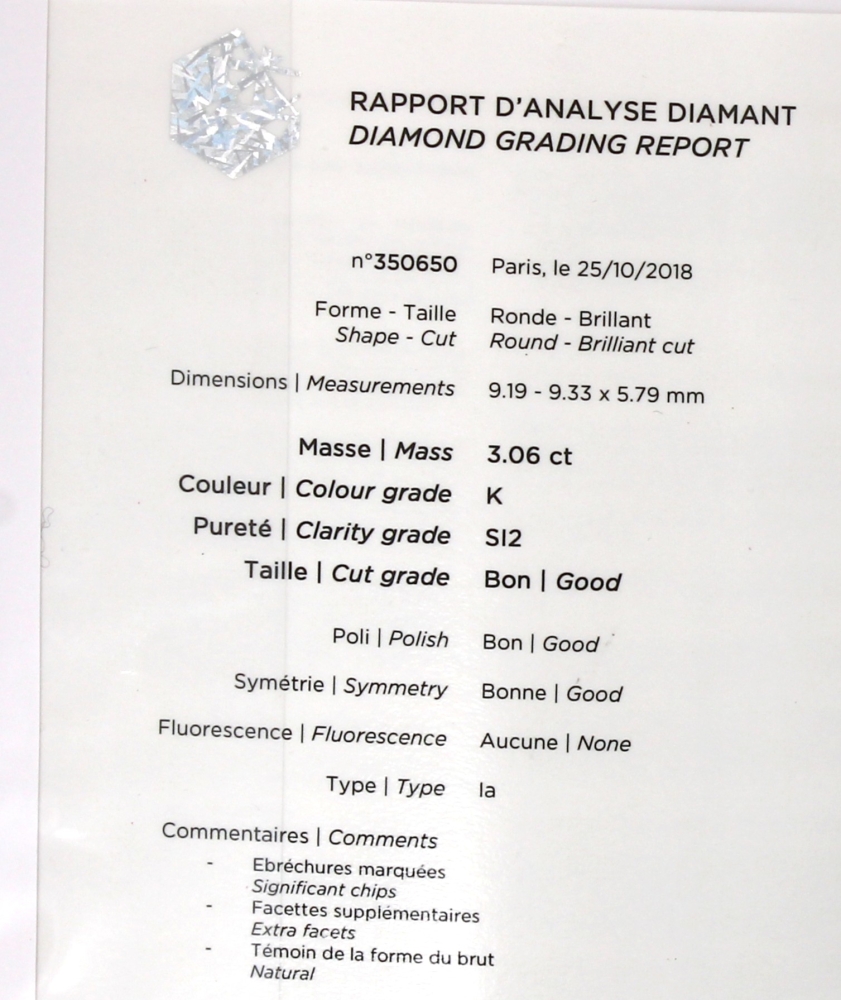 RAPPORT D'ANALYSE DIAMANT
DIAMOND GRADING REPORT
n°350650 Paris, le 25/10/2018
Forme - Taille Ronde - Brillant
Shape - Cut Round - Brilliant cut
Dimensions | Measurements 9.19 - 9.33 x 5.79 mm
Masse | Mass 3.06 ct
Couleur | Colour grade K
Pureté | Clarity grade SI2
Taille | Cut grade Bon | Good
Poli | Polish Bon | Good
Symétrie | Symmetry Bonne | Good
Fluorescence | Fluorescence Aucune | None
Type | Type Ia
Commentaires | Comments
- Ebréchures marquées
Significant chips
- Facettes supplémentaires
Extra facets
- Témoin de la forme du brut
Natural